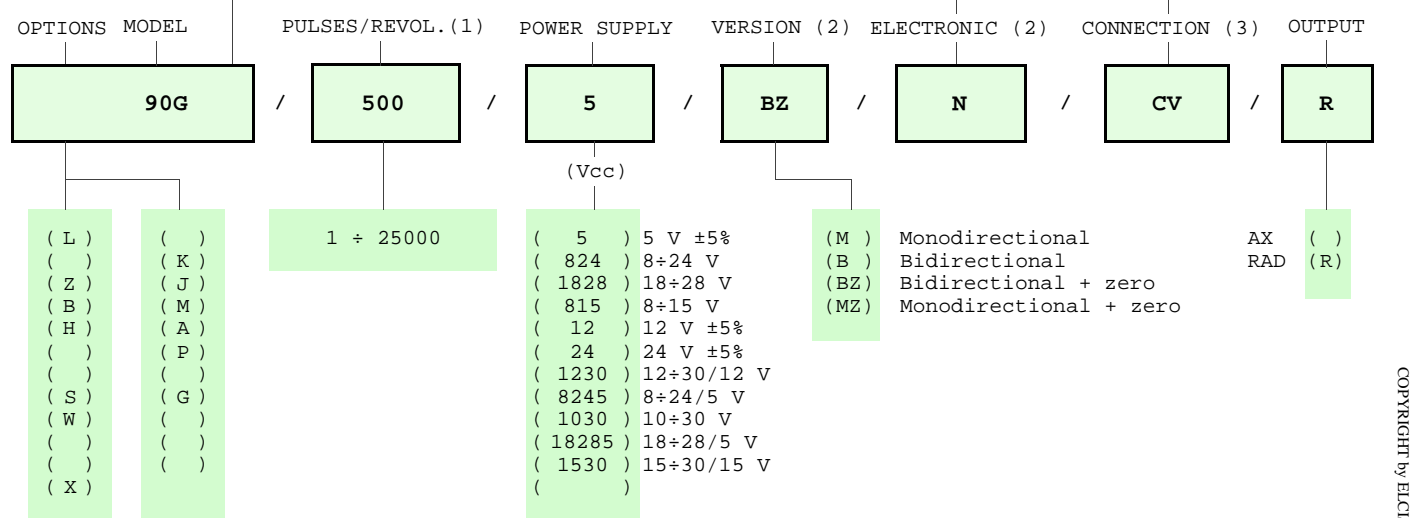 OPTIONS MODEL PULSES/REVOL.(1) POWER SUPPLY VERSION (2) ELECTRONIC (2) CONNECTION (3) OUTPUT
90G / 500 / 5 / BZ / N / CV / R
(Vcc)
( L ) ( ) 1 ÷ 25000 ( 5 ) 5 V ±5% (M ) Monodirectional AX ( )
( ) ( K ) ( 824 ) 8÷24 V (B ) Bidirectional RAD (R)
( Z ) ( J ) ( 1828 ) 18÷28 V (BZ) Bidirectional + zero
( B ) ( M ) ( 815 ) 8÷15 V (MZ) Monodirectional + zero
( H ) ( A ) ( 12 ) 12 V ±5%
( ) ( P ) ( 24 ) 24 V ±5%
( ) ( ) ( 1230 ) 12÷30/12 V
( S ) ( G ) ( 8245 ) 8÷24/5 V
( W ) ( ) ( 1030 ) 10÷30 V
( ) ( ) ( 18285 ) 18÷28/5 V
( ) ( ) ( 1530 ) 15÷30/15 V
( X ) ( )
COPYRIGHT by